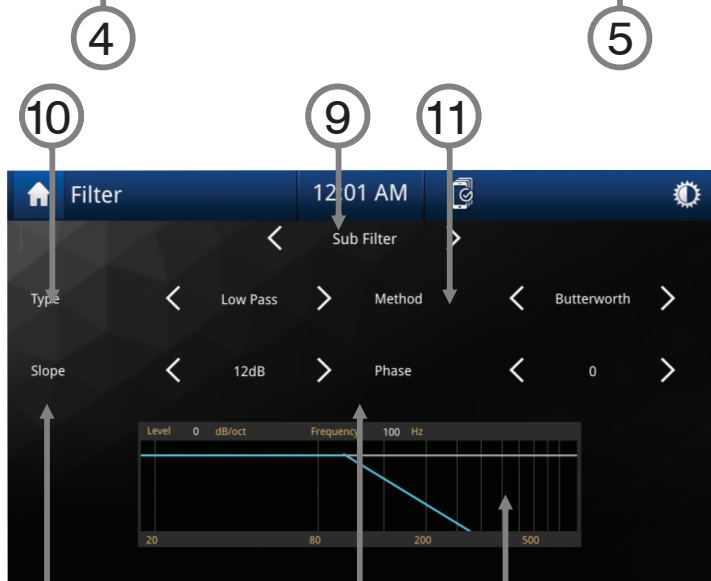 4 5
10 9 11
Filter 12:01 AM
Sub Filter
Type Low Pass Method Butterworth
Slope 12dB Phase 0
Level 0 dB/oct Frequency 100 Hz
20 80 200 500